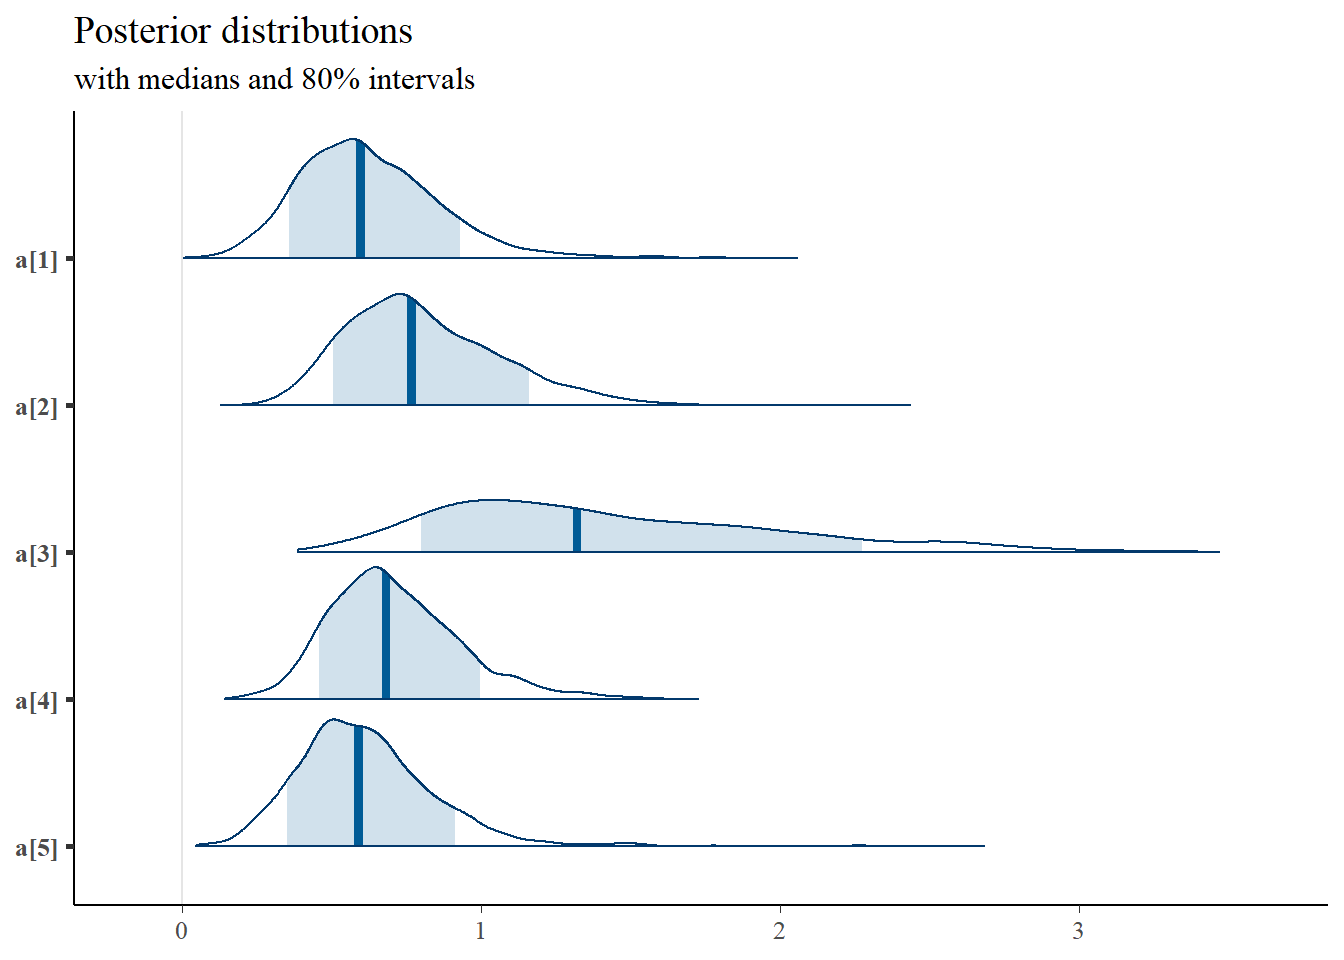 Posterior distributions
with medians and 80% intervals
a[1]
a[2]
a[3]
a[4]
a[5]
0 1 2 3